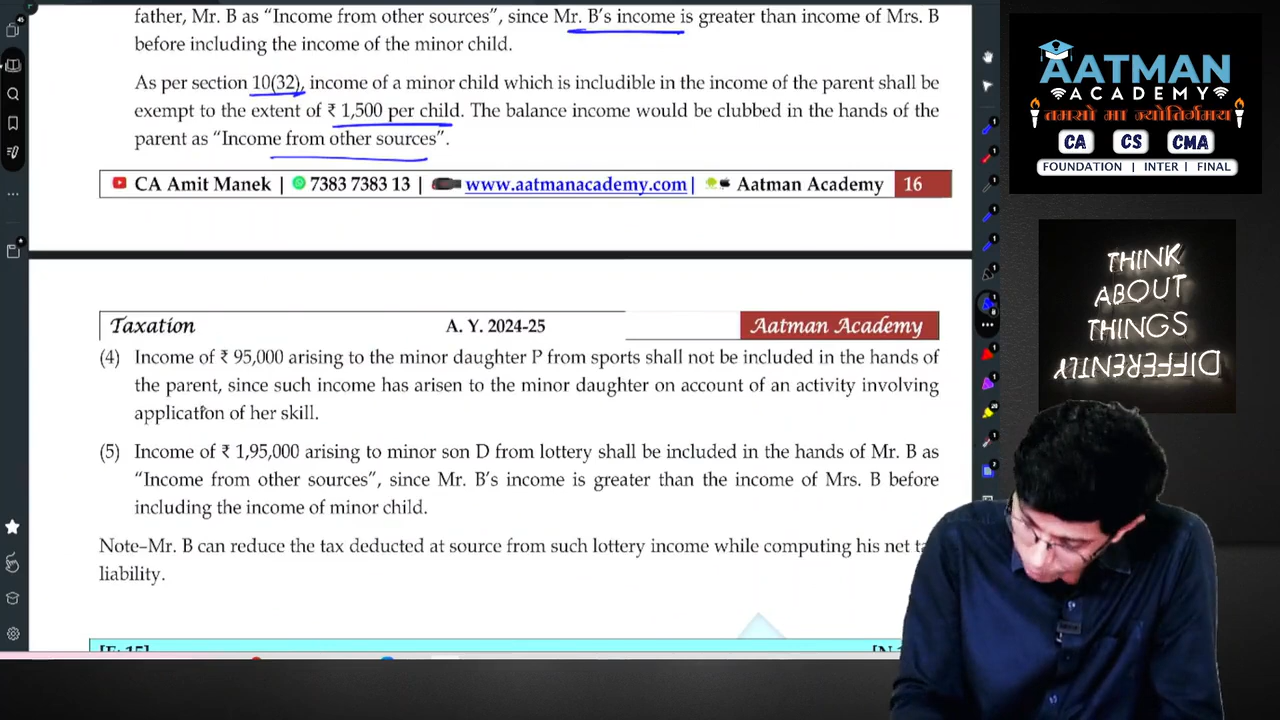 father, Mr. B as “Income from other sources”, since Mr. B’s income is greater than income of Mrs. B
before including the income of the minor child.
As per section 10(32), income of a minor child which is includible in the income of the parent shall be
exempt to the extent of ₹ 1,500 per child. The balance income would be clubbed in the hands of the
parent as “Income from other sources”.
CA Amit Manek | 7383 7383 13 | www.aatmanacademy.com | Aatman Academy 16
Taxation A. Y. 2024-25 Aatman Academy
(4) Income of ₹ 95,000 arising to the minor daughter P from sports shall not be included in the hands of
the parent, since such income has arisen to the minor daughter on account of an activity involving
application of her skill.
(5) Income of ₹ 1,95,000 arising to minor son D from lottery shall be included in the hands of Mr. B as
“Income from other sources”, since Mr. B’s income is greater than the income of Mrs. B before
including the income of minor child.
Note–Mr. B can reduce the tax deducted at source from such lottery income while computing his net
liability.
AATMAN
ACADEMY
तमसो मा ज्योतिर्गमय
CA CS CMA
FOUNDATION | INTER | FINAL
THINK
ABOUT
THINGS
DIFFERENTLY